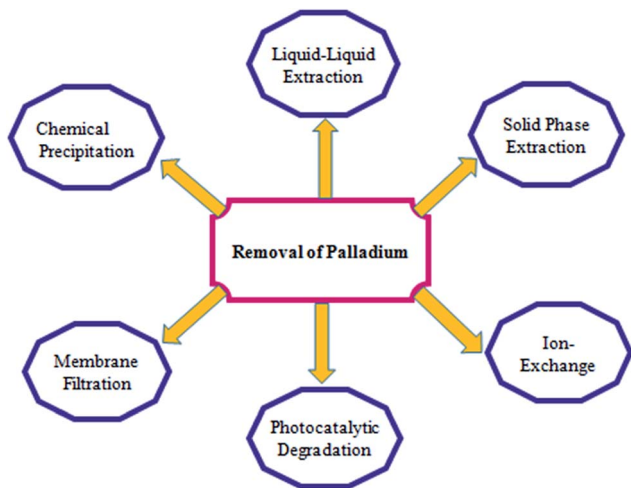 Liquid-Liquid
Extraction
Chemical
Precipitation
Solid Phase
Extraction
Removal of Palladium
Membrane
Filtration
Ion-
Exchange
Photocatalytic
Degradation